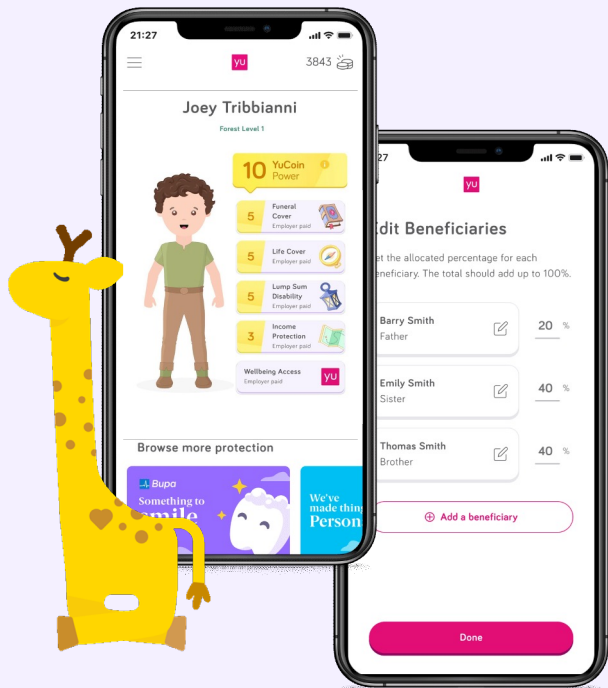 21:27
yu
3843
Joey Tribbianni
Forest Level 1
10 YuCoin
Power
5 Funeral
Cover
Employer paid
5 Life Cover
Employer paid
5 Lump Sum
Disability
Employer paid
3 Income
Protection
Employer paid
Wellbeing Access
Employer paid
yu
Browse more protection
Bupa
Something to
smile
We've
made thin
Person
27
yu
dit Beneficiaries
et the allocated percentage for each
eneficiary. The total should add up to 100%.
Barry Smith
Father
20 %
Emily Smith
Sister
40 %
Thomas Smith
Brother
40 %
Add a beneficiary
Done